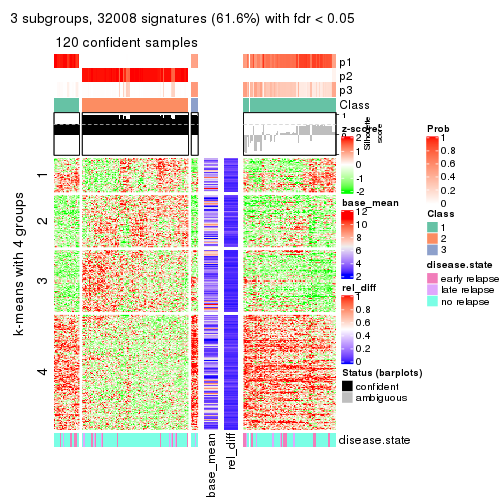 3 subgroups, 32008 signatures (61.6%) with fdr < 0.05
120 confident samples
p1
p2
p3
Class
1
0
Silhouette
score
k-means with 4 groups
1
2
3
4
base_mean
rel_diff
disease.state
z-score
2
1
0
-1
-2
base_mean
12
10
8
6
4
2
rel_diff
1
0.8
0.6
0.4
0.2
0
Status (barplots)
confident
ambiguous
Prob
1
0.8
0.6
0.4
0.2
0
Class
1
2
3
disease.state
early relapse
late relapse
no relapse